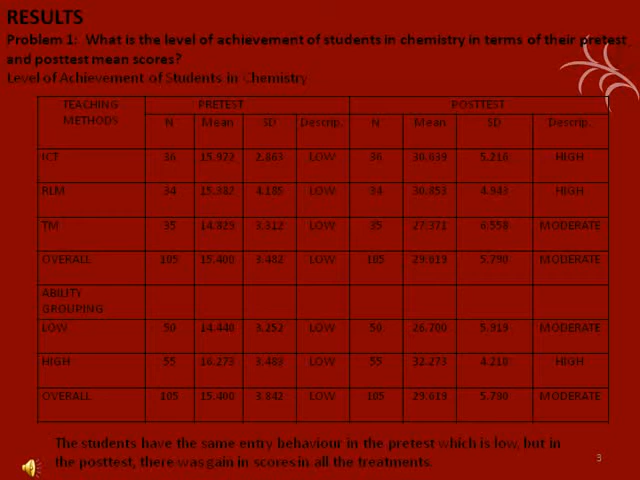 RESULTS
Problem 1: What is the level of achievement of students in chemistry in terms of their pretest
and posttest mean scores?
Level of Achievement of Students in Chemistry
TEACHING METHODS PRETEST POSTTEST
N Mean SD Descrip. N Mean SD Descrip.
ICT 36 15.922 2.863 LOW 36 30.639 5.216 HIGH
RLM 34 15.382 4.185 LOW 34 30.853 4.943 HIGH
TM 35 14.829 3.312 LOW 35 27.371 6.558 MODERATE
OVERALL 105 15.400 3.482 LOW 105 29.619 5.790 MODERATE
ABILITY
GROUPING
LOW 50 14.440 3.252 LOW 50 26.700 5.919 MODERATE
HIGH 55 16.273 3.489 LOW 55 32.273 4.210 HIGH
OVERALL 105 15.400 3.842 LOW 105 29.619 5.790 MODERATE
The students have the same entry behaviour in the pretest which is low, but in
the posttest, there was gain in scores in all the treatments.
3